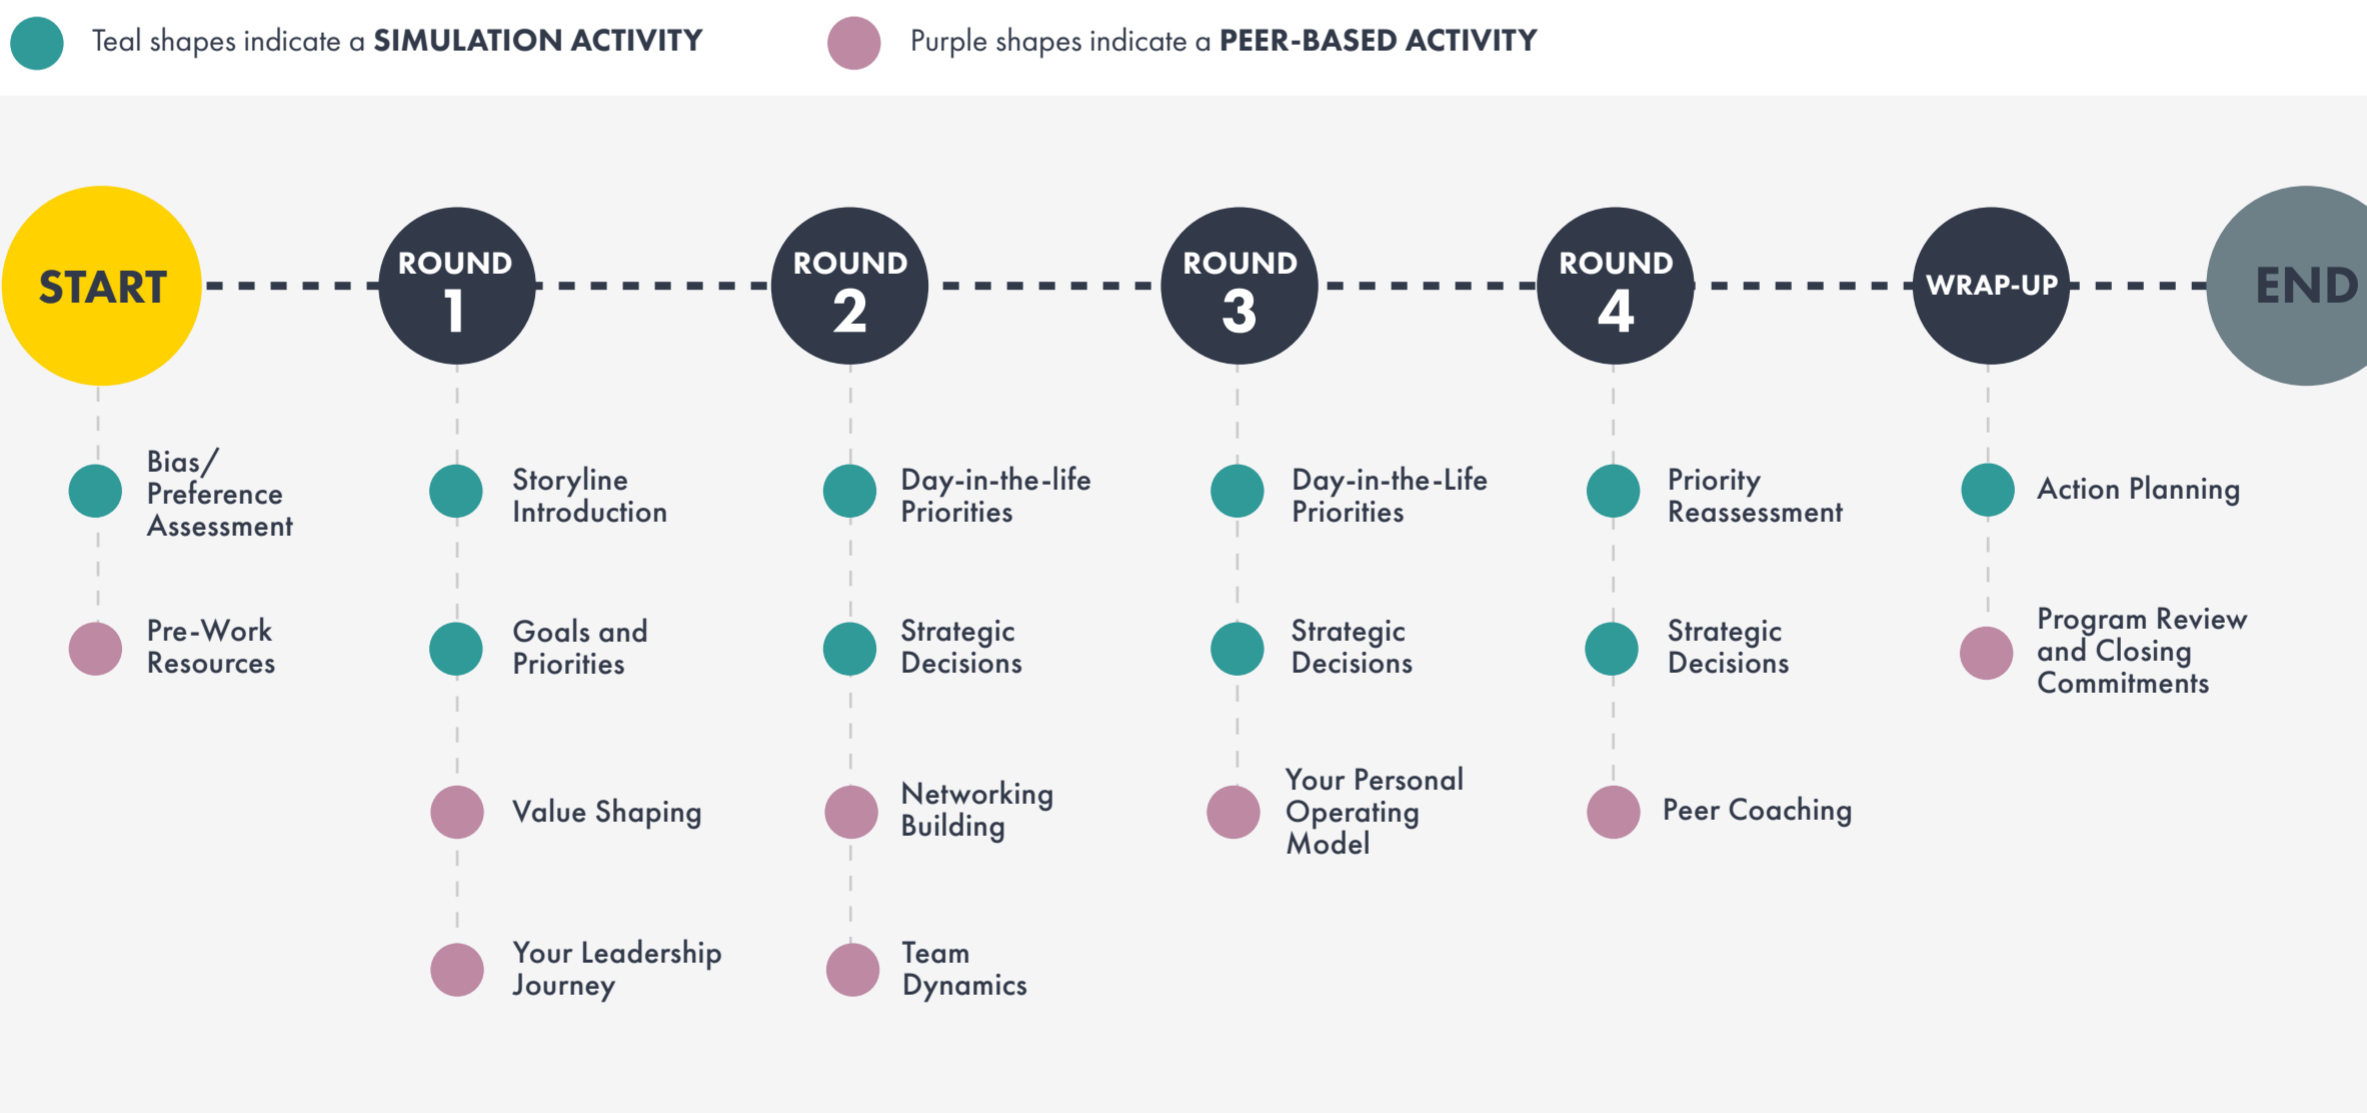 Teal shapes indicate a SIMULATION ACTIVITY
Purple shapes indicate a PEER-BASED ACTIVITY
START
ROUND
1
ROUND
2
ROUND
3
ROUND
4
WRAP-UP
END
Bias/
Preference
Assessment
Pre-Work
Resources
Storyline
Introduction
Goals and
Priorities
Value Shaping
Your Leadership
Journey
Day-in-the-life
Priorities
Strategic
Decisions
Networking
Building
Team
Dynamics
Day-in-the-Life
Priorities
Strategic
Decisions
Your Personal
Operating
Model
Priority
Reassessment
Strategic
Decisions
Peer Coaching
Action Planning
Program Review
and Closing
Commitments